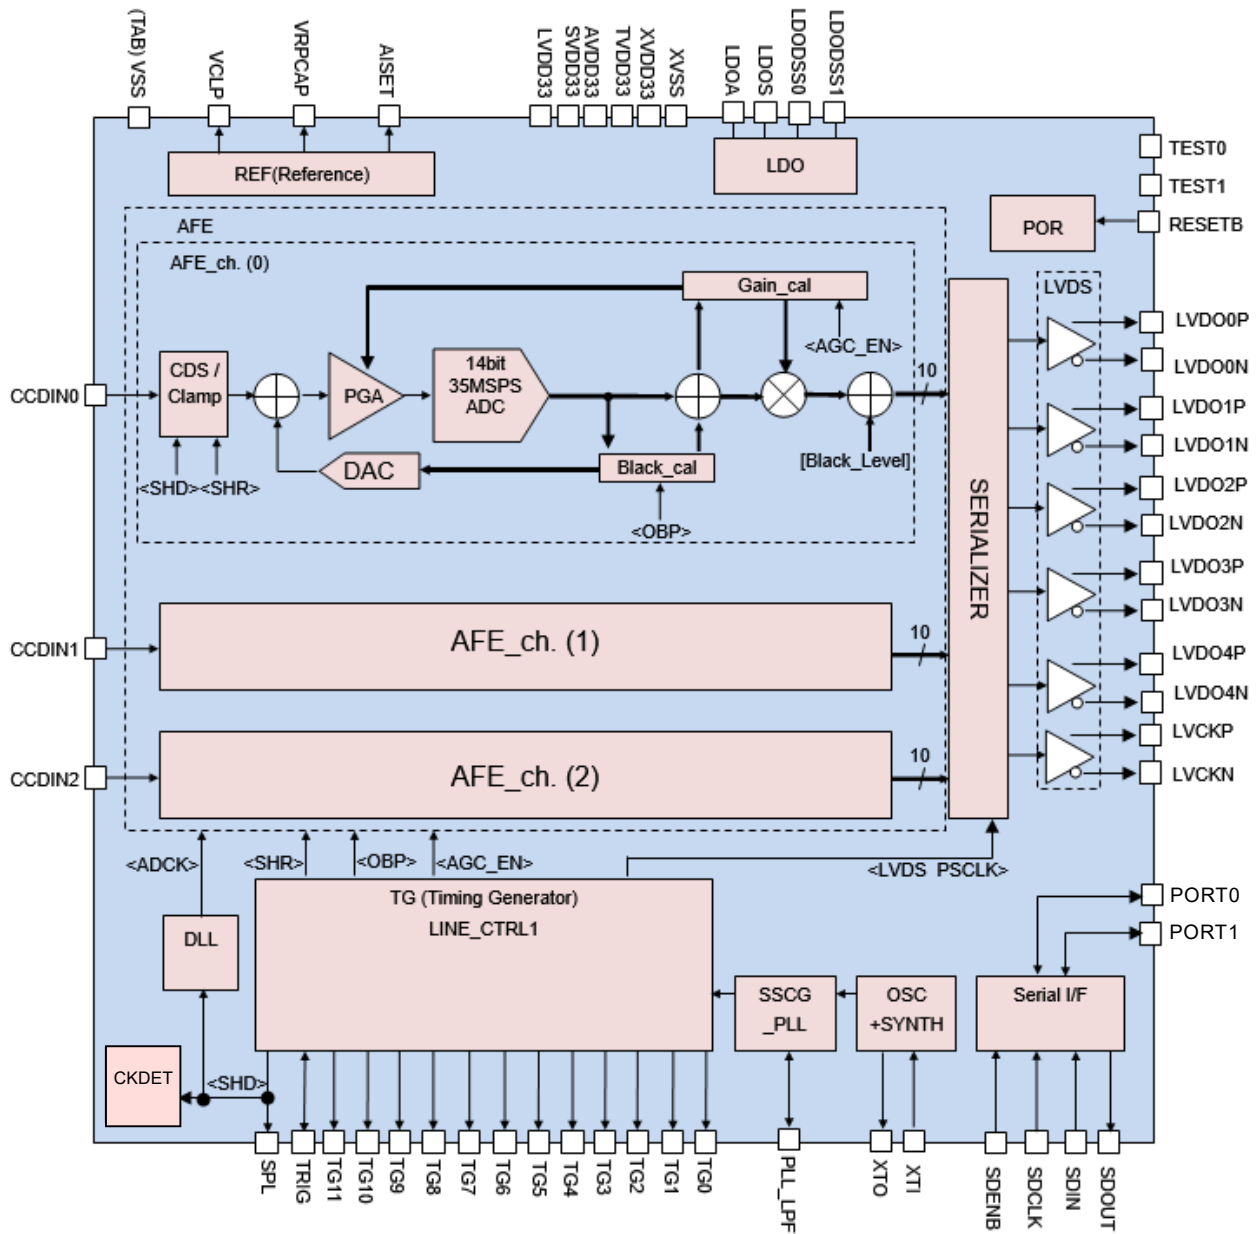 (TAB) VSS
VCLP
VRPCAP
AISET
LVDD33
SVDD33
AVDD33
TVDD33
XVDD33
XVSS
LDOA
LDOS
LDODSS0
LDODSS1
REF(Reference)
LDO
TEST0
TEST1
RESETB
POR
AFE
AFE_ch. (0)
Gain_cal
<AGC_EN>
LVDS
CCDIN0
CDS /
Clamp
PGA
14bit
35MSPS
ADC
10
DAC
Black_cal
[Black_Level]
<SHD>
<SHR>
<OBP>
SERIALIZER
LVDO0P
LVDO0N
LVDO1P
LVDO1N
LVDO2P
LVDO2N
LVDO3P
LVDO3N
LVDO4P
LVDO4N
LVCKP
LVCKN
CCDIN1
AFE_ch. (1)
10
CCDIN2
AFE_ch. (2)
10
<ADCK>
<SHR>
<OBP>
<AGC_EN>
<LVDS PSCLK>
TG (Timing Generator)
LINE_CTRL1
DLL
PORT0
PORT1
SSCG
_PLL
OSC
+SYNTH
Serial I/F
CKDET
<SHD>
SPL
TRIG
TG11
TG10
TG9
TG8
TG7
TG6
TG5
TG4
TG3
TG2
TG1
TG0
PLL_LPF
XTO
XTI
SDENB
SDCLK
SDIN
SDOUT